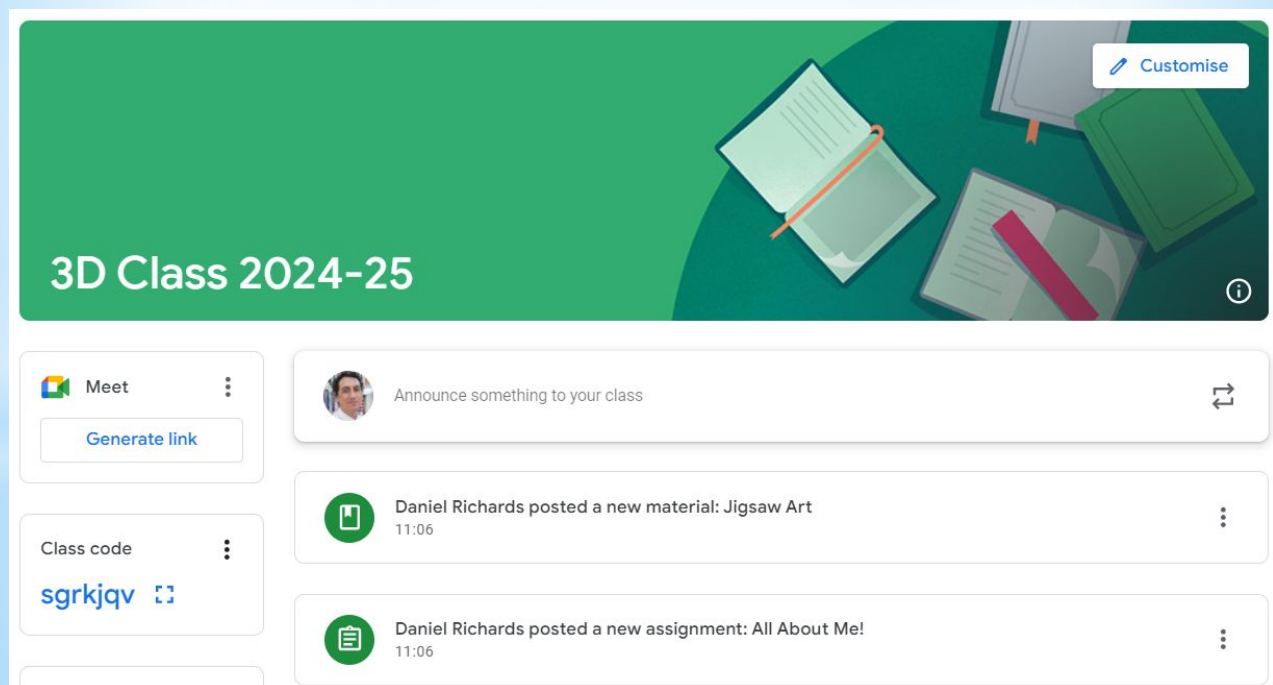 Customise
3D Class 2024-25
Meet
Generate link
Announce something to your class
Daniel Richards posted a new material: Jigsaw Art
11:06
Class code
sgrkjqv
Daniel Richards posted a new assignment: All About Me!
11:06